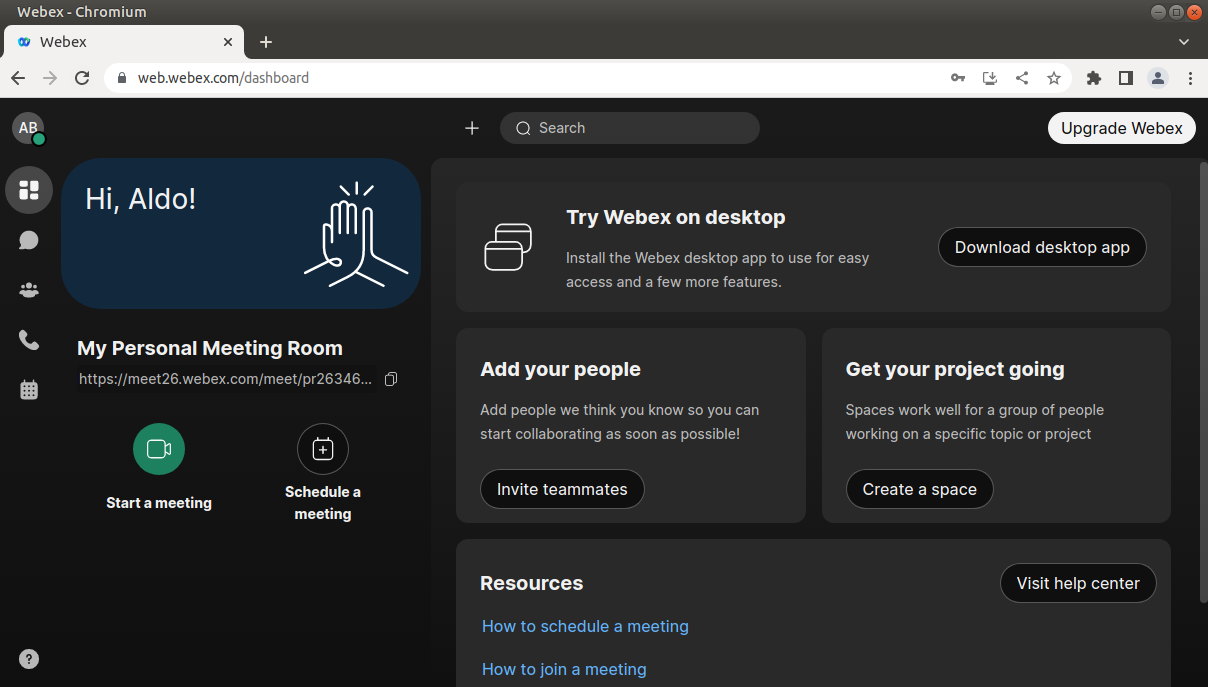 Webex - Chromium
Webex
web.webex.com/dashboard
AB
Search
Upgrade Webex
Hi, Aldo!
My Personal Meeting Room
https://meet26.webex.com/meet/pr26346...
Start a meeting
Schedule a
meeting
Try Webex on desktop
Install the Webex desktop app to use for easy
access and a few more features.
Download desktop app
Add your people
Add people we think you know so you can
start collaborating as soon as possible!
Invite teammates
Get your project going
Spaces work well for a group of people
working on a specific topic or project
Create a space
Resources
Visit help center
How to schedule a meeting
How to join a meeting
?